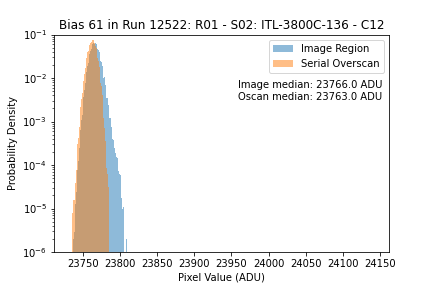 Bias 61 in Run 12522: R01 - S02: ITL-3800C-136 - C12
Image Region
Serial Overscan
Image median: 23766.0 ADU
Oscan median: 23763.0 ADU
Probability Density
10⁻¹
10⁻²
10⁻³
10⁻⁴
10⁻⁵
10⁻⁶
23750 23800 23850 23900 23950 24000 24050 24100 24150
Pixel Value (ADU)